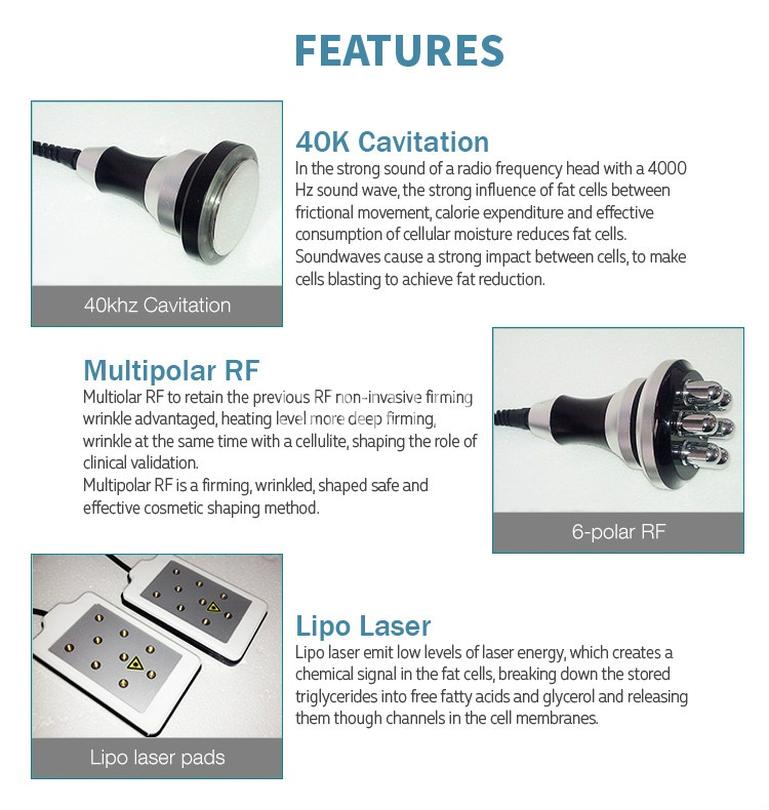 FEATURES
40K Cavitation
In the strong sound of a radio frequency head with a 4000
Hz sound wave, the strong influence of fat cells between
frictional movement, calorie expenditure and effective
consumption of cellular moisture reduces fat cells.
Soundwaves cause a strong impact between cells, to make
cells blasting to achieve fat reduction.
40khz Cavitation
Multipolar RF
Multiolar RF to retain the previous RF non-invasive firming
wrinkle advantaged, heating level more deep firming,
wrinkle at the same time with a cellulite, shaping the role of
clinical validation.
Multipolar RF is a firming, wrinkled, shaped safe and
effective cosmetic shaping method.
6-polar RF
Lipo Laser
Lipo laser emit low levels of laser energy, which creates a
chemical signal in the fat cells, breaking down the stored
triglycerides into free fatty acids and glycerol and releasing
them though channels in the cell membranes.
Lipo laser pads